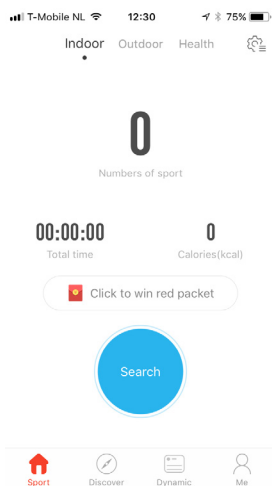 T-Mobile NL 12:30 75%
Indoor Outdoor Health
0
Numbers of sport
00:00:00 0
Total time Calories(kcal)
Click to win red packet
Search
Sport Discover Dynamic Me